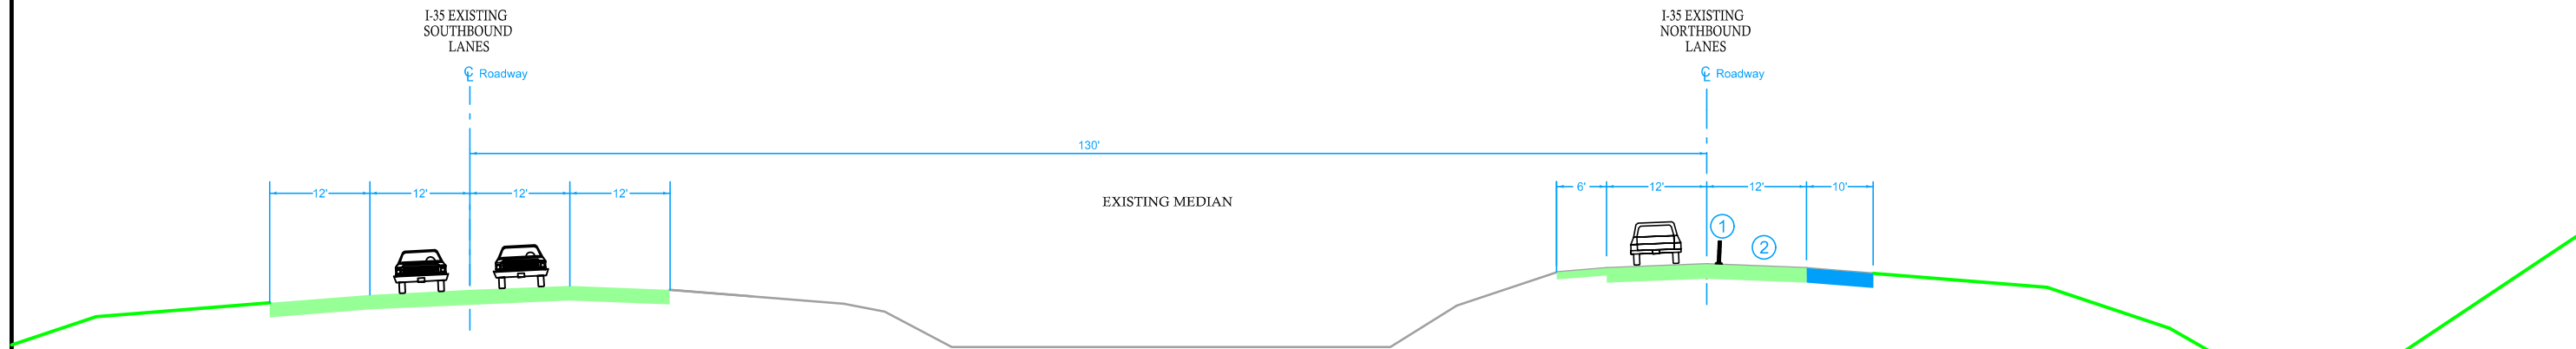 I-35 EXISTING
SOUTHBOUND
LANES
I-35 EXISTING
NORTHBOUND
LANES
℄ Roadway
℄ Roadway
130'
12' 12' 12' 12'
6' 12' 12' 10'
EXISTING MEDIAN
1
2